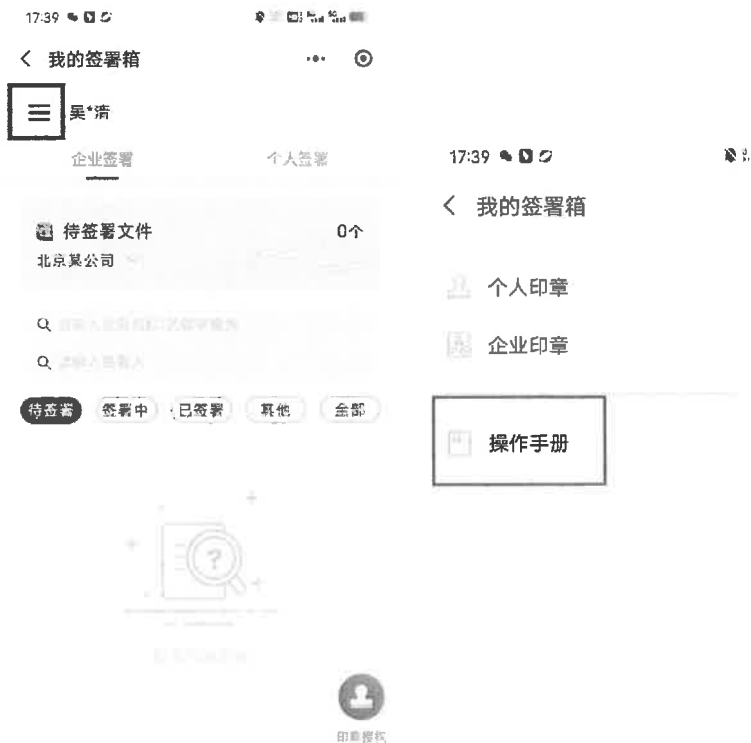 17:39
我的签署箱
吴*清
企业签署
个人签署
待签署文件
0个
北京某公司
待签署
签署中
已签署
其他
全部
印章授权
17:39
我的签署箱
个人印章
企业印章
操作手册